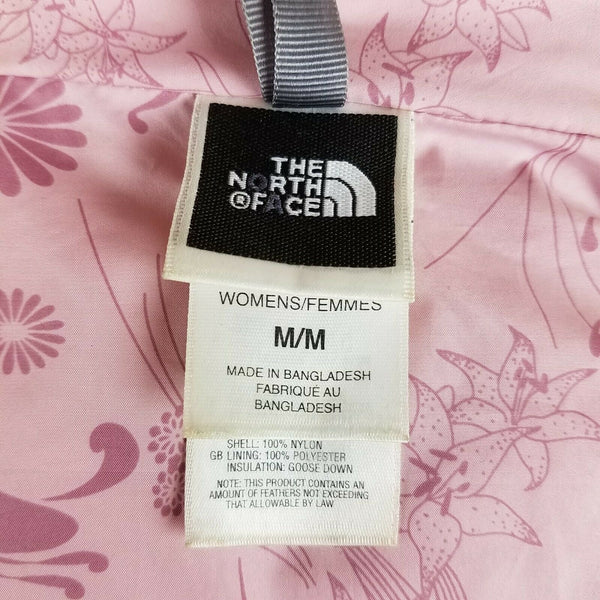 THE
NORTH
®FACE
WOMENS/FEMMES
M/M
MADE IN BANGLADESH
FABRIQUÉ AU
BANGLADESH
SHELL: 100% NYLON
GB LINING: 100% POLYESTER
INSULATION: GOOSE DOWN
NOTE: THIS PRODUCT CONTAINS AN
AMOUNT OF FEATHERS NOT EXCEEDING
THAT ALLOWABLE BY LAW